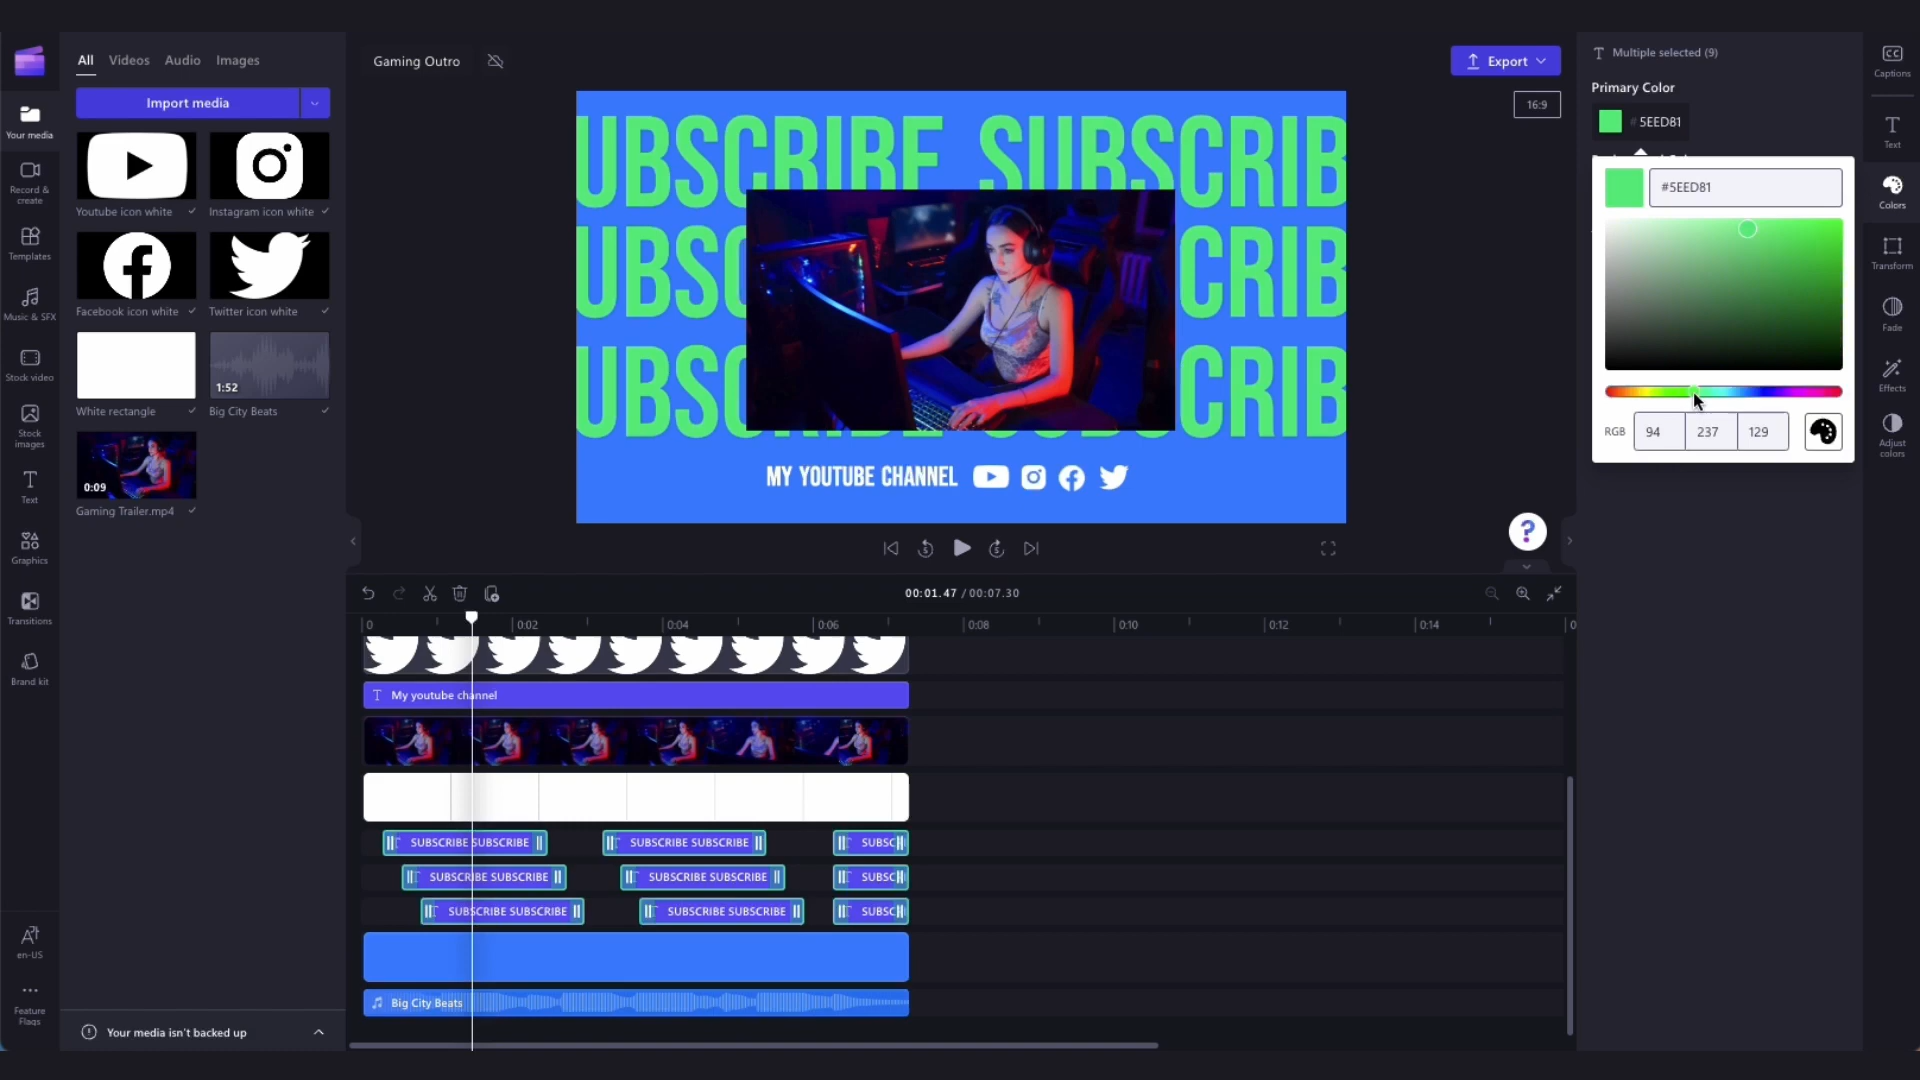 All Videos Audio Images
Import media
Youtube icon white
Instagram icon white
Facebook icon white
Twitter icon white
White rectangle
1:52
Big City Beats
0:09
Gaming Trailer.mp4
Your media
Record & create
Templates
Music & SFX
Stock video
Stock images
Text
Graphics
Transitions
Brand kit
en-US
Feature Flags
Your media isn't backed up
Gaming Outro
Export
16:9
UBSCRIBE SUBSCRIB
UBSC CRIB
UBSC CRIB
MY YOUTUBE CHANNEL
5
5
?
00:01.47 / 00:07.30
0 0:02 0:04 0:06 0:08 0:10 0:12 0:14 0
My youtube channel
SUBSCRIBE SUBSCRIBE SUBSCRIBE SUBSCRIBE SUBSC
SUBSCRIBE SUBSCRIBE SUBSCRIBE SUBSCRIBE SUBSC
SUBSCRIBE SUBSCRIBE SUBSCRIBE SUBSCRIBE SUBSC
Big City Beats
Multiple selected (9)
Primary Color
# 5EED81
#5EED81
RGB 94 237 129
CC
Captions
Text
Colors
Transform
Fade
Effects
Adjust colors